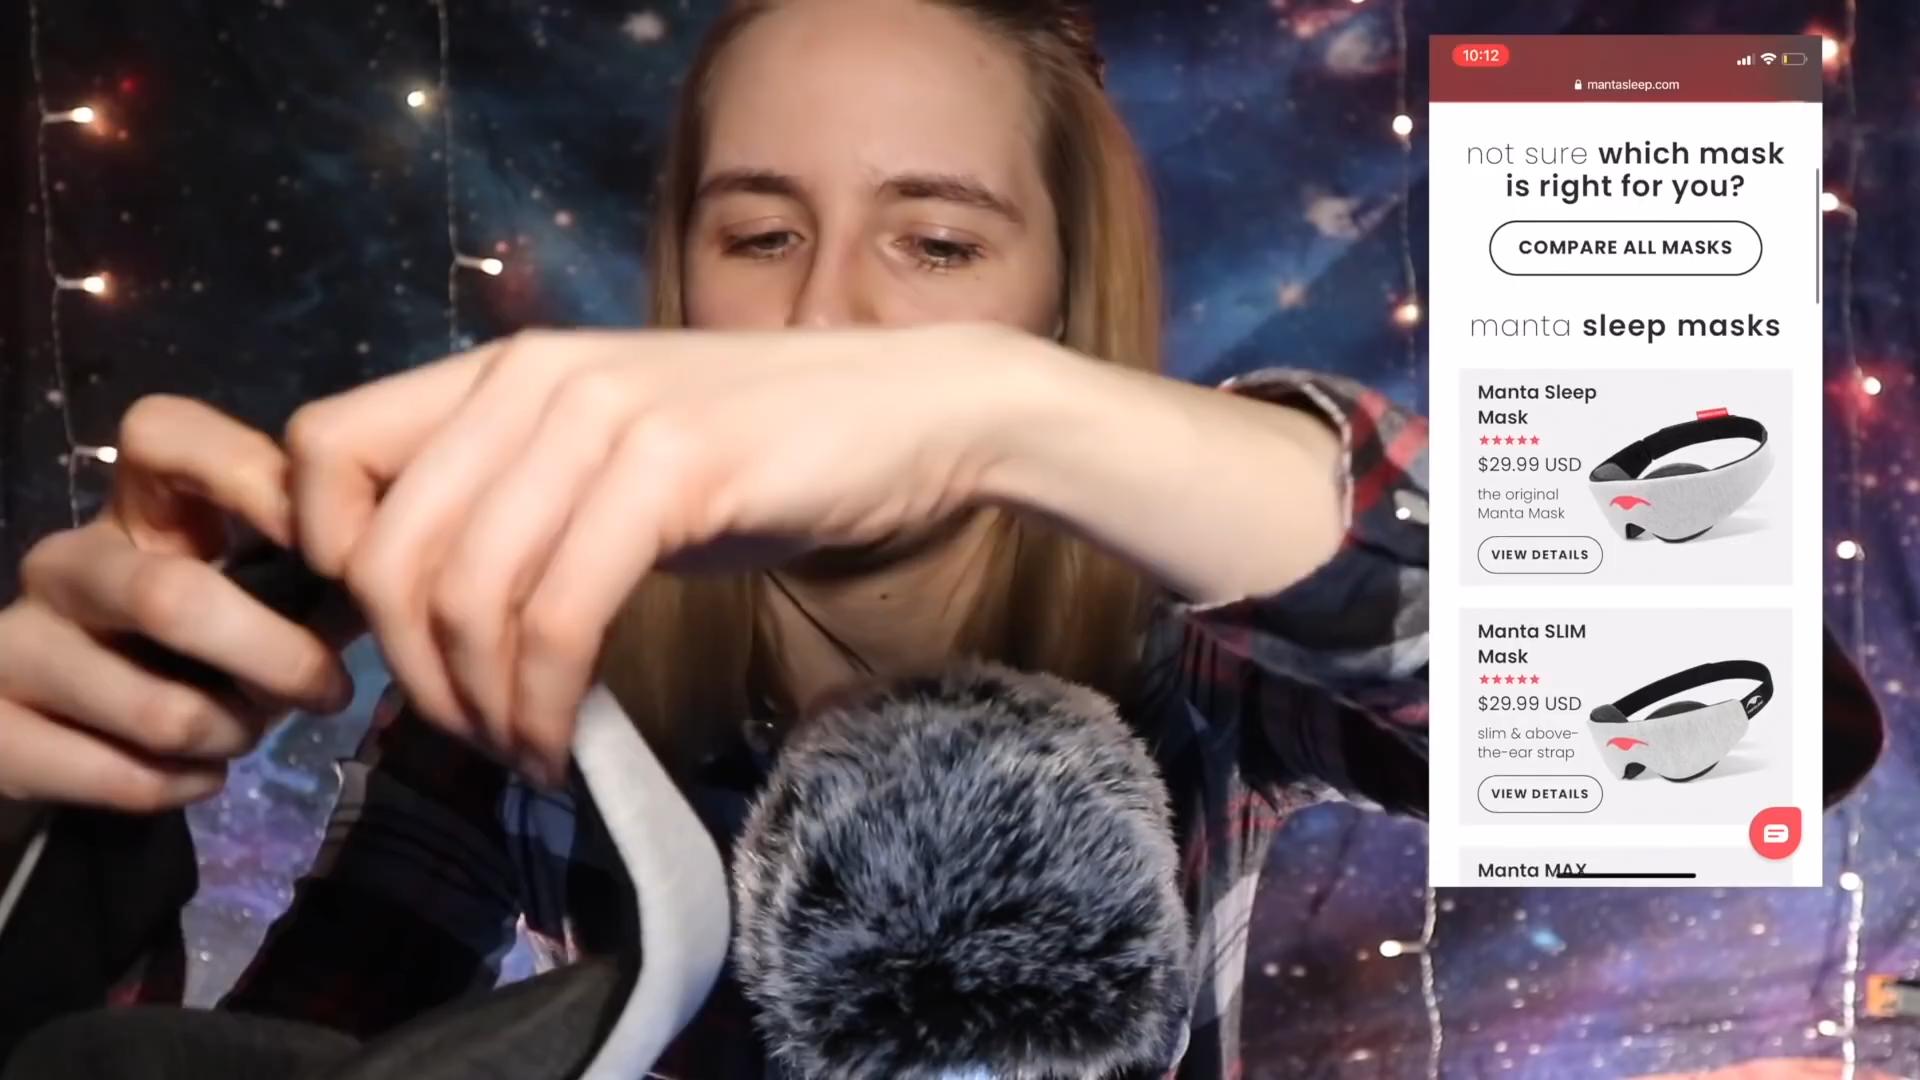 10:12
mantasleep.com
not sure which mask
is right for you?
COMPARE ALL MASKS
manta sleep masks
Manta Sleep
Mask
$29.99 USD
the original
Manta Mask
VIEW DETAILS
Manta SLIM
Mask
$29.99 USD
slim & above-
the-ear strap
VIEW DETAILS
Manta MAX